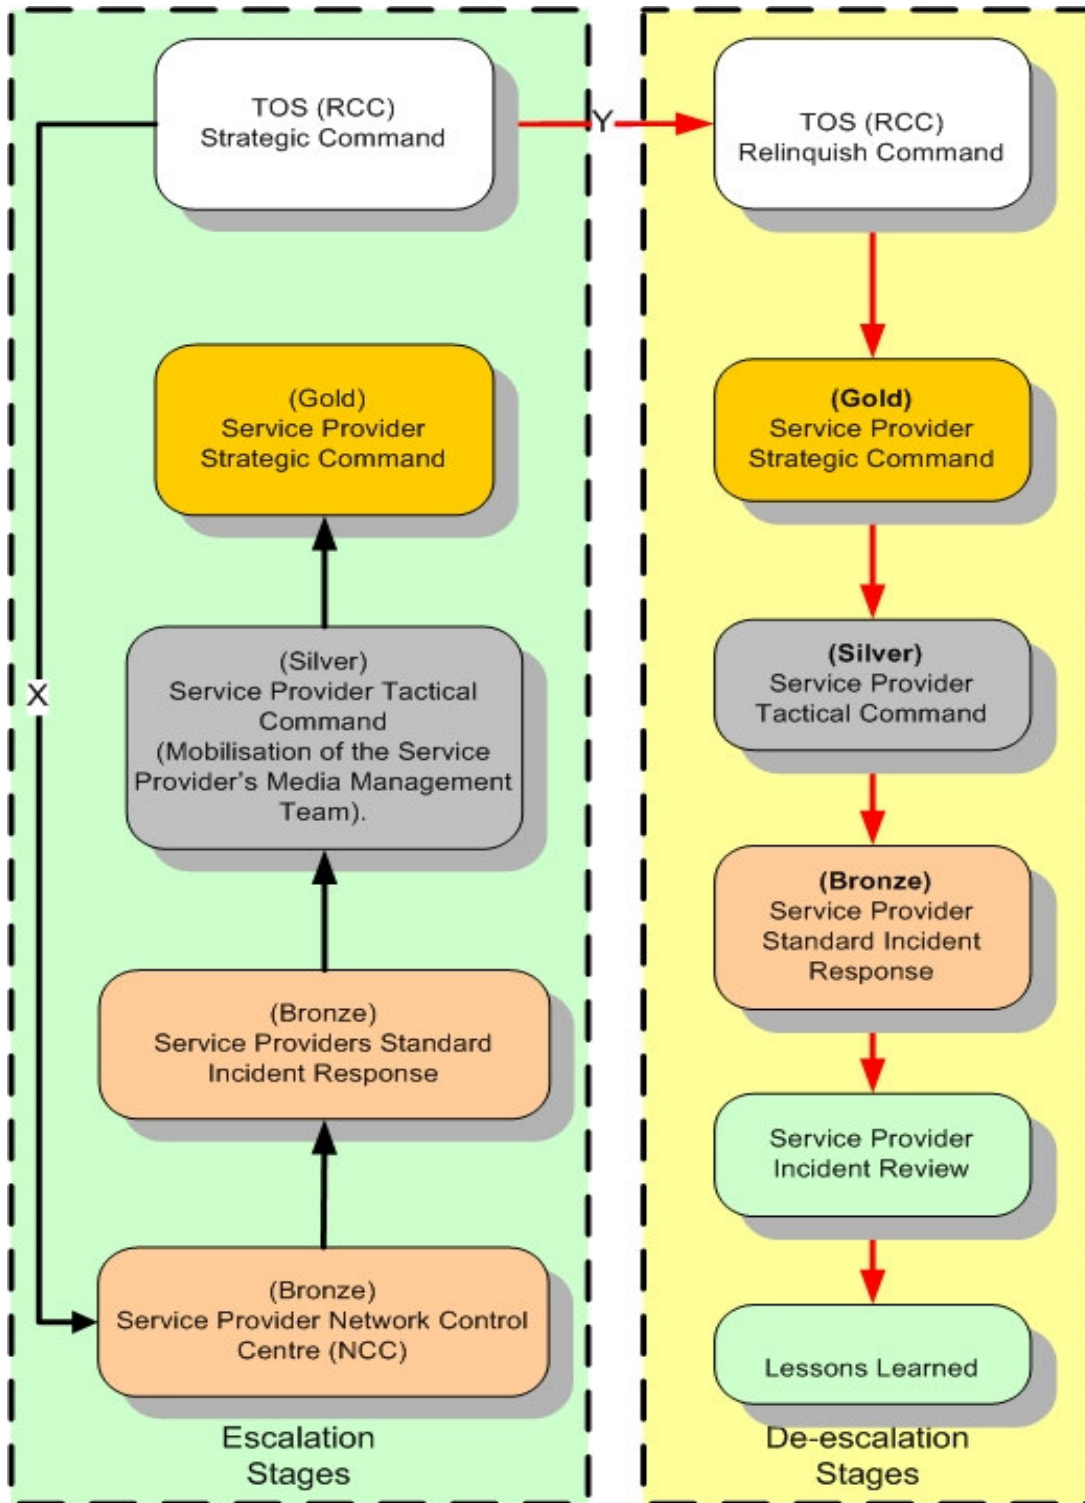 TOS (RCC)
Strategic Command
X
(Gold)
Service Provider
Strategic Command
(Silver)
Service Provider Tactical
Command
(Mobilisation of the Service
Provider's Media Management
Team).
(Bronze)
Service Providers Standard
Incident Response
(Bronze)
Service Provider Network Control
Centre (NCC)
Escalation
Stages
Y
TOS (RCC)
Relinquish Command
(Gold)
Service Provider
Strategic Command
(Silver)
Service Provider
Tactical Command
(Bronze)
Service Provider
Standard Incident
Response
Service Provider
Incident Review
Lessons Learned
De-escalation
Stages